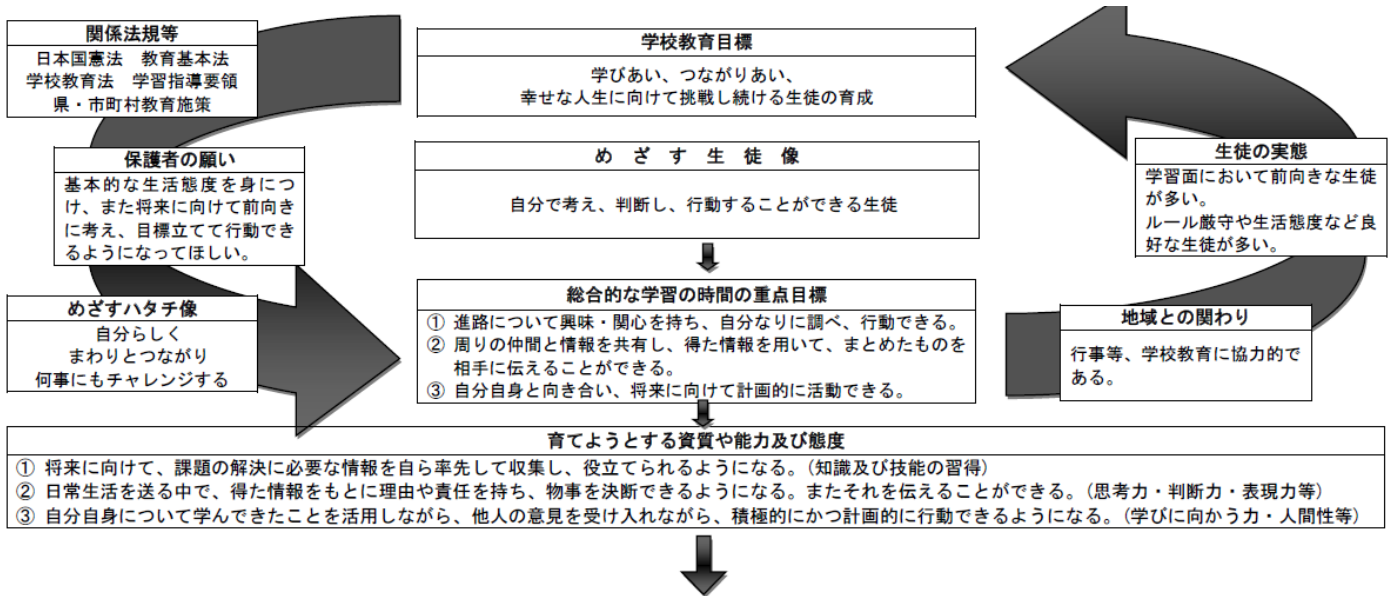 関係法規等
日本国憲法　教育基本法
学校教育法　学習指導要領
県・市町村教育施策
保護者の願い
基本的な生活態度を身につ
け、また将来に向けて前向き
に考え、目標立てて行動でき
るようになってほしい。
めざすハタチ像
自分らしく
まわりとつながり
何事にもチャレンジする
学校教育目標
学びあい、つながりあい、
幸せな人生に向けて挑戦し続ける生徒の育成
め　ざ　す　生　徒　像
自分で考え、判断し、行動することができる生徒
総合的な学習の時間の重点目標
① 進路について興味・関心を持ち、自分なりに調べ、行動できる。
② 周りの仲間と情報を共有し、得た情報を用いて、まとめたものを
相手に伝えることができる。
③ 自分自身と向き合い、将来に向けて計画的に活動できる。
生徒の実態
学習面において前向きな生徒
が多い。
ルール厳守や生活態度など良
好な生徒が多い。
地域との関わり
行事等、学校教育に協力的で
ある。
育てようとする資質や能力及び態度
① 将来に向けて、課題の解決に必要な情報を自ら率先して収集し、役立てられるようになる。（知識及び技能の習得）
② 日常生活を送る中で、得た情報をもとに理由や責任を持ち、物事を決断できるようになる。またそれを伝えることができる。（思考力・判断力・表現力等）
③ 自分自身について学んできたことを活用しながら、他人の意見を受け入れながら、積極的にかつ計画的に行動できるようになる。（学びに向かう力・人間性等）